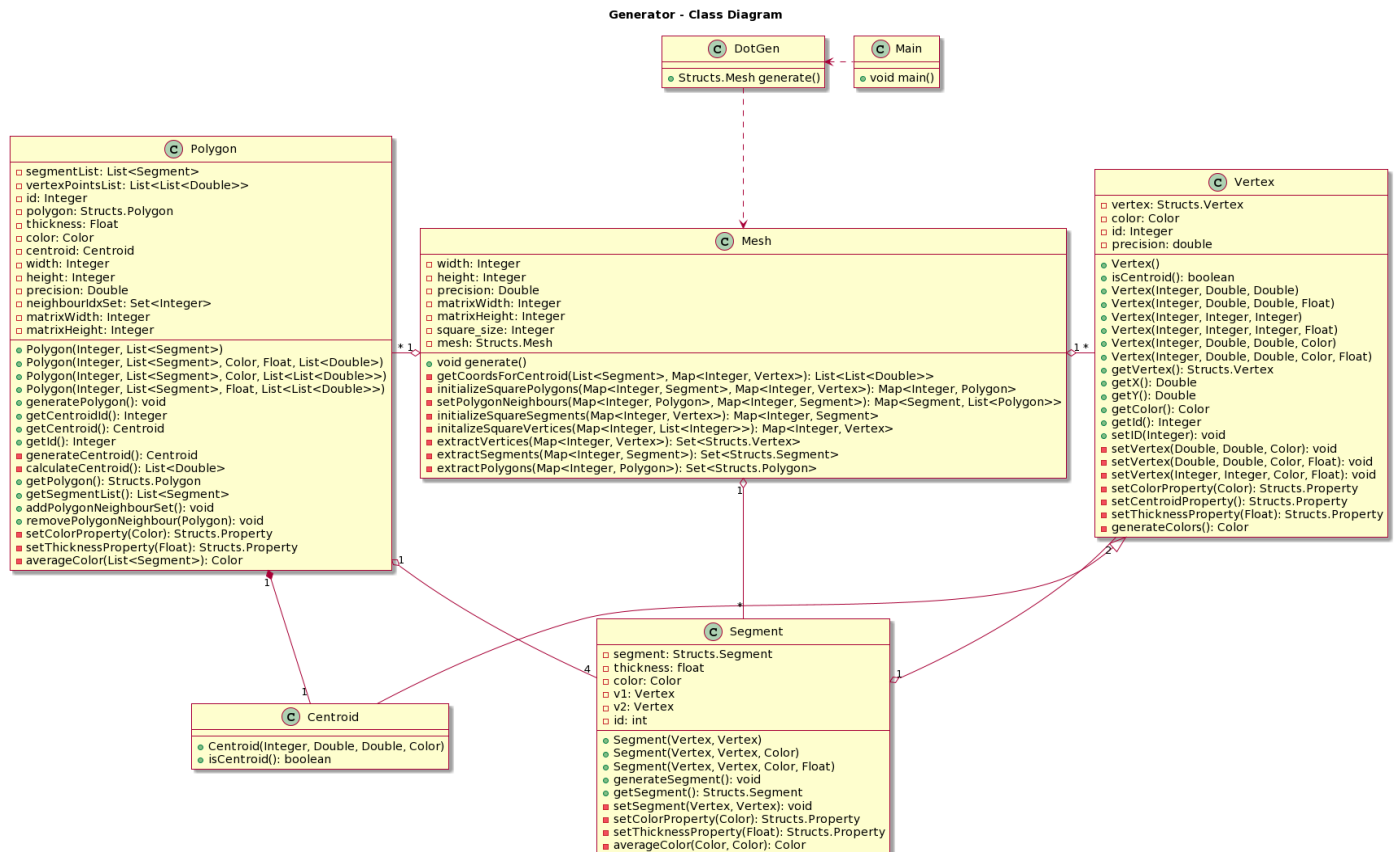 Generator - Class Diagram
C DotGen
+ Structs.Mesh generate()
C Main
void main()
C Polygon
segmentList: List<Segment>
vertexPointsList: List<List<Double>>
id: Integer
polygon: Structs.Polygon
thickness: Float
color: Color
centroid: Centroid
width: Integer
height: Integer
precision: Double
neighbourIdxSet: Set<Integer>
matrixWidth: Integer
matrixHeight: Integer
Polygon(Integer, List<Segment>)
Polygon(Integer, List<Segment>, Color, Float, List<Double>)
Polygon(Integer, List<Segment>, Color, List<List<Double>>)
Polygon(Integer, List<Segment>, Float, List<List<Double>>)
generatePolygon(): void
getCentroidId(): Integer
getCentroid(): Centroid
getId(): Integer
generateCentroid(): Centroid
calculateCentroid(): List<Double>
getPolygon(): Structs.Polygon
getSegmentList(): List<Segment>
addPolygonNeighbourSet(): void
removePolygonNeighbour(Polygon): void
setColorProperty(Color): Structs.Property
setThicknessProperty(Float): Structs.Property
averageColor(List<Segment>): Color
* 1
C Mesh
width: Integer
height: Integer
precision: Double
matrixWidth: Integer
matrixHeight: Integer
square_size: Integer
mesh: Structs.Mesh
void generate()
getCoordsForCentroid(List<Segment>, Map<Integer, Vertex>): List<List<Double>>
initializeSquarePolygons(Map<Integer, Segment>, Map<Integer, Vertex>): Map<Integer, Polygon>
setPolygonNeighbours(Map<Integer, Polygon>, Map<Integer, Segment>): Map<Segment, List<Polygon>>
initializeSquareSegments(Map<Integer, Vertex>): Map<Integer, Segment>
initalizeSquareVertices(Map<Integer, List<Integer>>): Map<Integer, Vertex>
extractVertices(Map<Integer, Vertex>): Set<Structs.Vertex>
extractSegments(Map<Integer, Segment>): Set<Structs.Segment>
extractPolygons(Map<Integer, Polygon>): Set<Structs.Polygon>
1 *
C Vertex
vertex: Structs.Vertex
color: Color
id: Integer
precision: double
Vertex()
isCentroid(): boolean
Vertex(Integer, Double, Double)
Vertex(Integer, Double, Double, Float)
Vertex(Integer, Integer, Integer)
Vertex(Integer, Integer, Integer, Float)
Vertex(Integer, Double, Double, Color)
Vertex(Integer, Double, Double, Color, Float)
getVertex(): Structs.Vertex
getX(): Double
getY(): Double
getColor(): Color
getId(): Integer
setID(Integer): void
setVertex(Double, Double, Color): void
setVertex(Double, Double, Color, Float): void
setVertex(Integer, Integer, Color, Float): void
setColorProperty(Color): Structs.Property
setCentroidProperty(): Structs.Property
setThicknessProperty(Float): Structs.Property
generateColors(): Color
1
1
1
2
*
4
1
1
C Centroid
Centroid(Integer, Double, Double, Color)
isCentroid(): boolean
C Segment
segment: Structs.Segment
thickness: float
color: Color
v1: Vertex
v2: Vertex
id: int
Segment(Vertex, Vertex)
Segment(Vertex, Vertex, Color)
Segment(Vertex, Vertex, Color, Float)
generateSegment(): void
getSegment(): Structs.Segment
setSegment(Vertex, Vertex): void
setColorProperty(Color): Structs.Property
setThicknessProperty(Float): Structs.Property
averageColor(Color, Color): Color